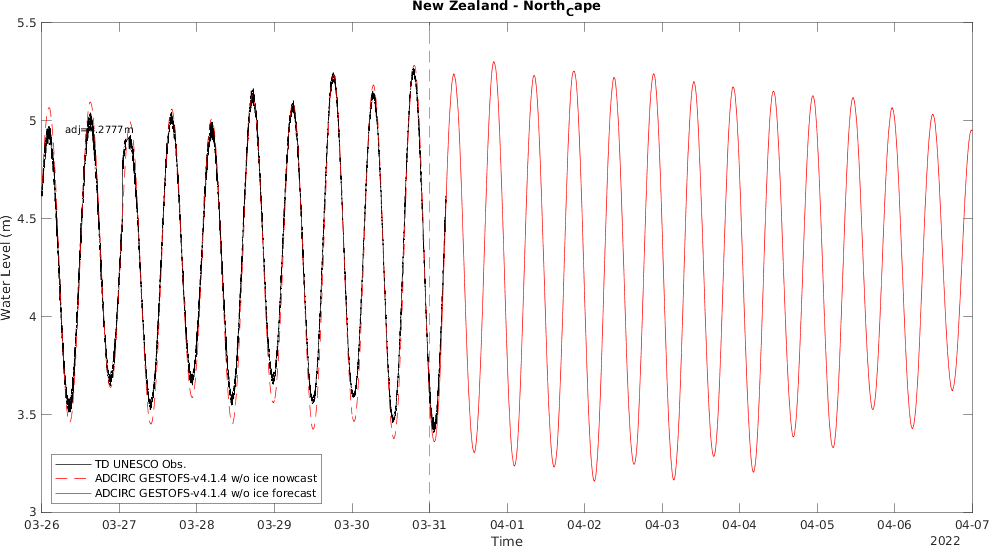 New Zealand - NorthCape
5.5
5
4.5
4
3.5
3
Water Level (m)
TD UNESCO Obs.
ADCIRC GESTOFS-v4.1.4 w/o ice nowcast
ADCIRC GESTOFS-v4.1.4 w/o ice forecast
03-26 03-27 03-28 03-29 03-30 03-31 04-01 04-02 04-03 04-04 04-05 04-06 04-07
Time
2022